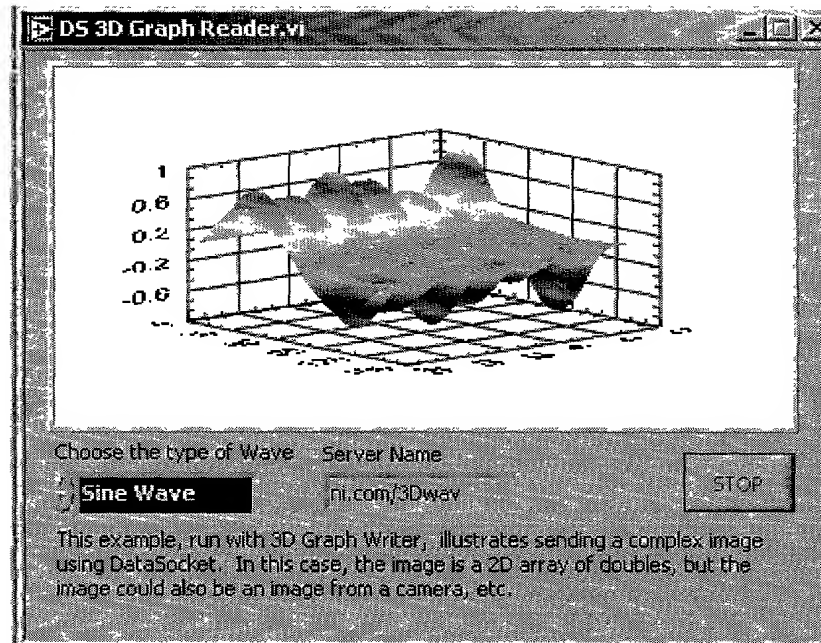 DS 3D Graph Reader.vi
1
0.6
0.2
-0.2
-0.6
Choose the type of Wave Server Name
Sine Wave ni.com/3Dwav STOP
This example, run with 3D Graph Writer, illustrates sending a complex image
using DataSocket. In this case, the image is a 2D array of doubles, but the
image could also be an image from a camera, etc.